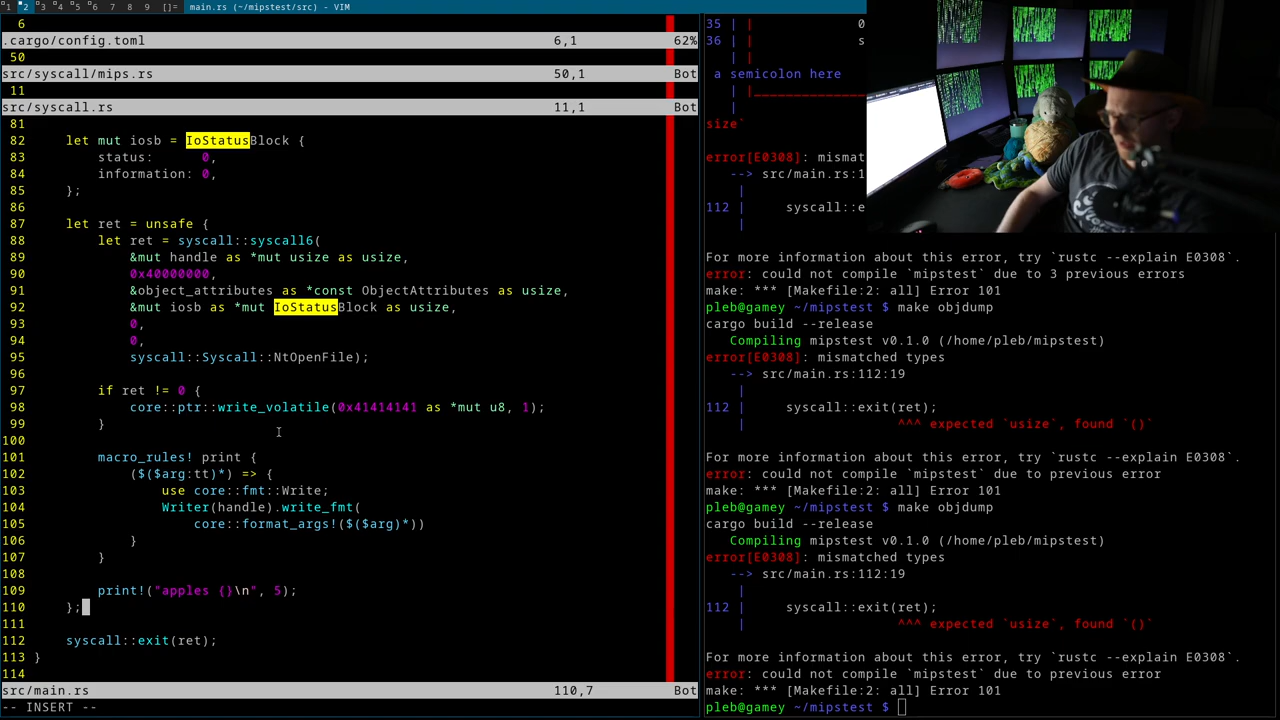 1 2 3 4 5 6 7 8 9 []= main.rs (~/mipstest/src) - VIM
6
.cargo/config.toml 6,1 62%
50
src/syscall/mips.rs 50,1 Bot
11
src/syscall.rs 11,1 Bot
81
82 let mut iosb = IoStatusBlock {
83 status: 0,
84 information: 0,
85 };
86
87 let ret = unsafe {
88 let ret = syscall::syscall6(
89 &mut handle as *mut usize as usize,
90 0x40000000,
91 &object_attributes as *const ObjectAttributes as usize,
92 &mut iosb as *mut IoStatusBlock as usize,
93 0,
94 0,
95 syscall::Syscall::NtOpenFile);
96
97 if ret != 0 {
98 core::ptr::write_volatile(0x41414141 as *mut u8, 1);
99 }
100
101 macro_rules! print {
102 ($($arg:tt)*) => {
103 use core::fmt::Write;
104 Writer(handle).write_fmt(
105 core::format_args!($($arg)*))
106 }
107 }
108
109 print!("apples {}\n", 5);
110 };
111
112 syscall::exit(ret);
113 }
114
src/main.rs 110,7 Bot
-- INSERT --
35 | | 0
36 | | s
| |
a semicolon here
| |______________
|
size`
error[E0308]: mismat
--> src/main.rs:1
|
112 | syscall::e
|
For more information about this error, try `rustc --explain E0308`.
error: could not compile `mipstest` due to 3 previous errors
make: *** [Makefile:2: all] Error 101
pleb@gamey ~/mipstest $ make objdump
cargo build --release
Compiling mipstest v0.1.0 (/home/pleb/mipstest)
error[E0308]: mismatched types
--> src/main.rs:112:19
|
112 | syscall::exit(ret);
| ^^^ expected `usize`, found `()`
For more information about this error, try `rustc --explain E0308`.
error: could not compile `mipstest` due to previous error
make: *** [Makefile:2: all] Error 101
pleb@gamey ~/mipstest $ make objdump
cargo build --release
Compiling mipstest v0.1.0 (/home/pleb/mipstest)
error[E0308]: mismatched types
--> src/main.rs:112:19
|
112 | syscall::exit(ret);
| ^^^ expected `usize`, found `()`
For more information about this error, try `rustc --explain E0308`.
error: could not compile `mipstest` due to previous error
make: *** [Makefile:2: all] Error 101
pleb@gamey ~/mipstest $